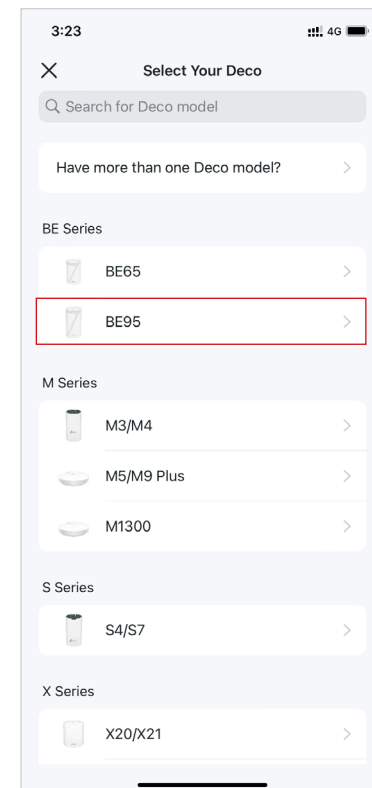 3:23
4G
Select Your Deco
Search for Deco model
Have more than one Deco model?
BE Series
BE65
BE95
M Series
M3/M4
M5/M9 Plus
M1300
S Series
S4/S7
X Series
X20/X21